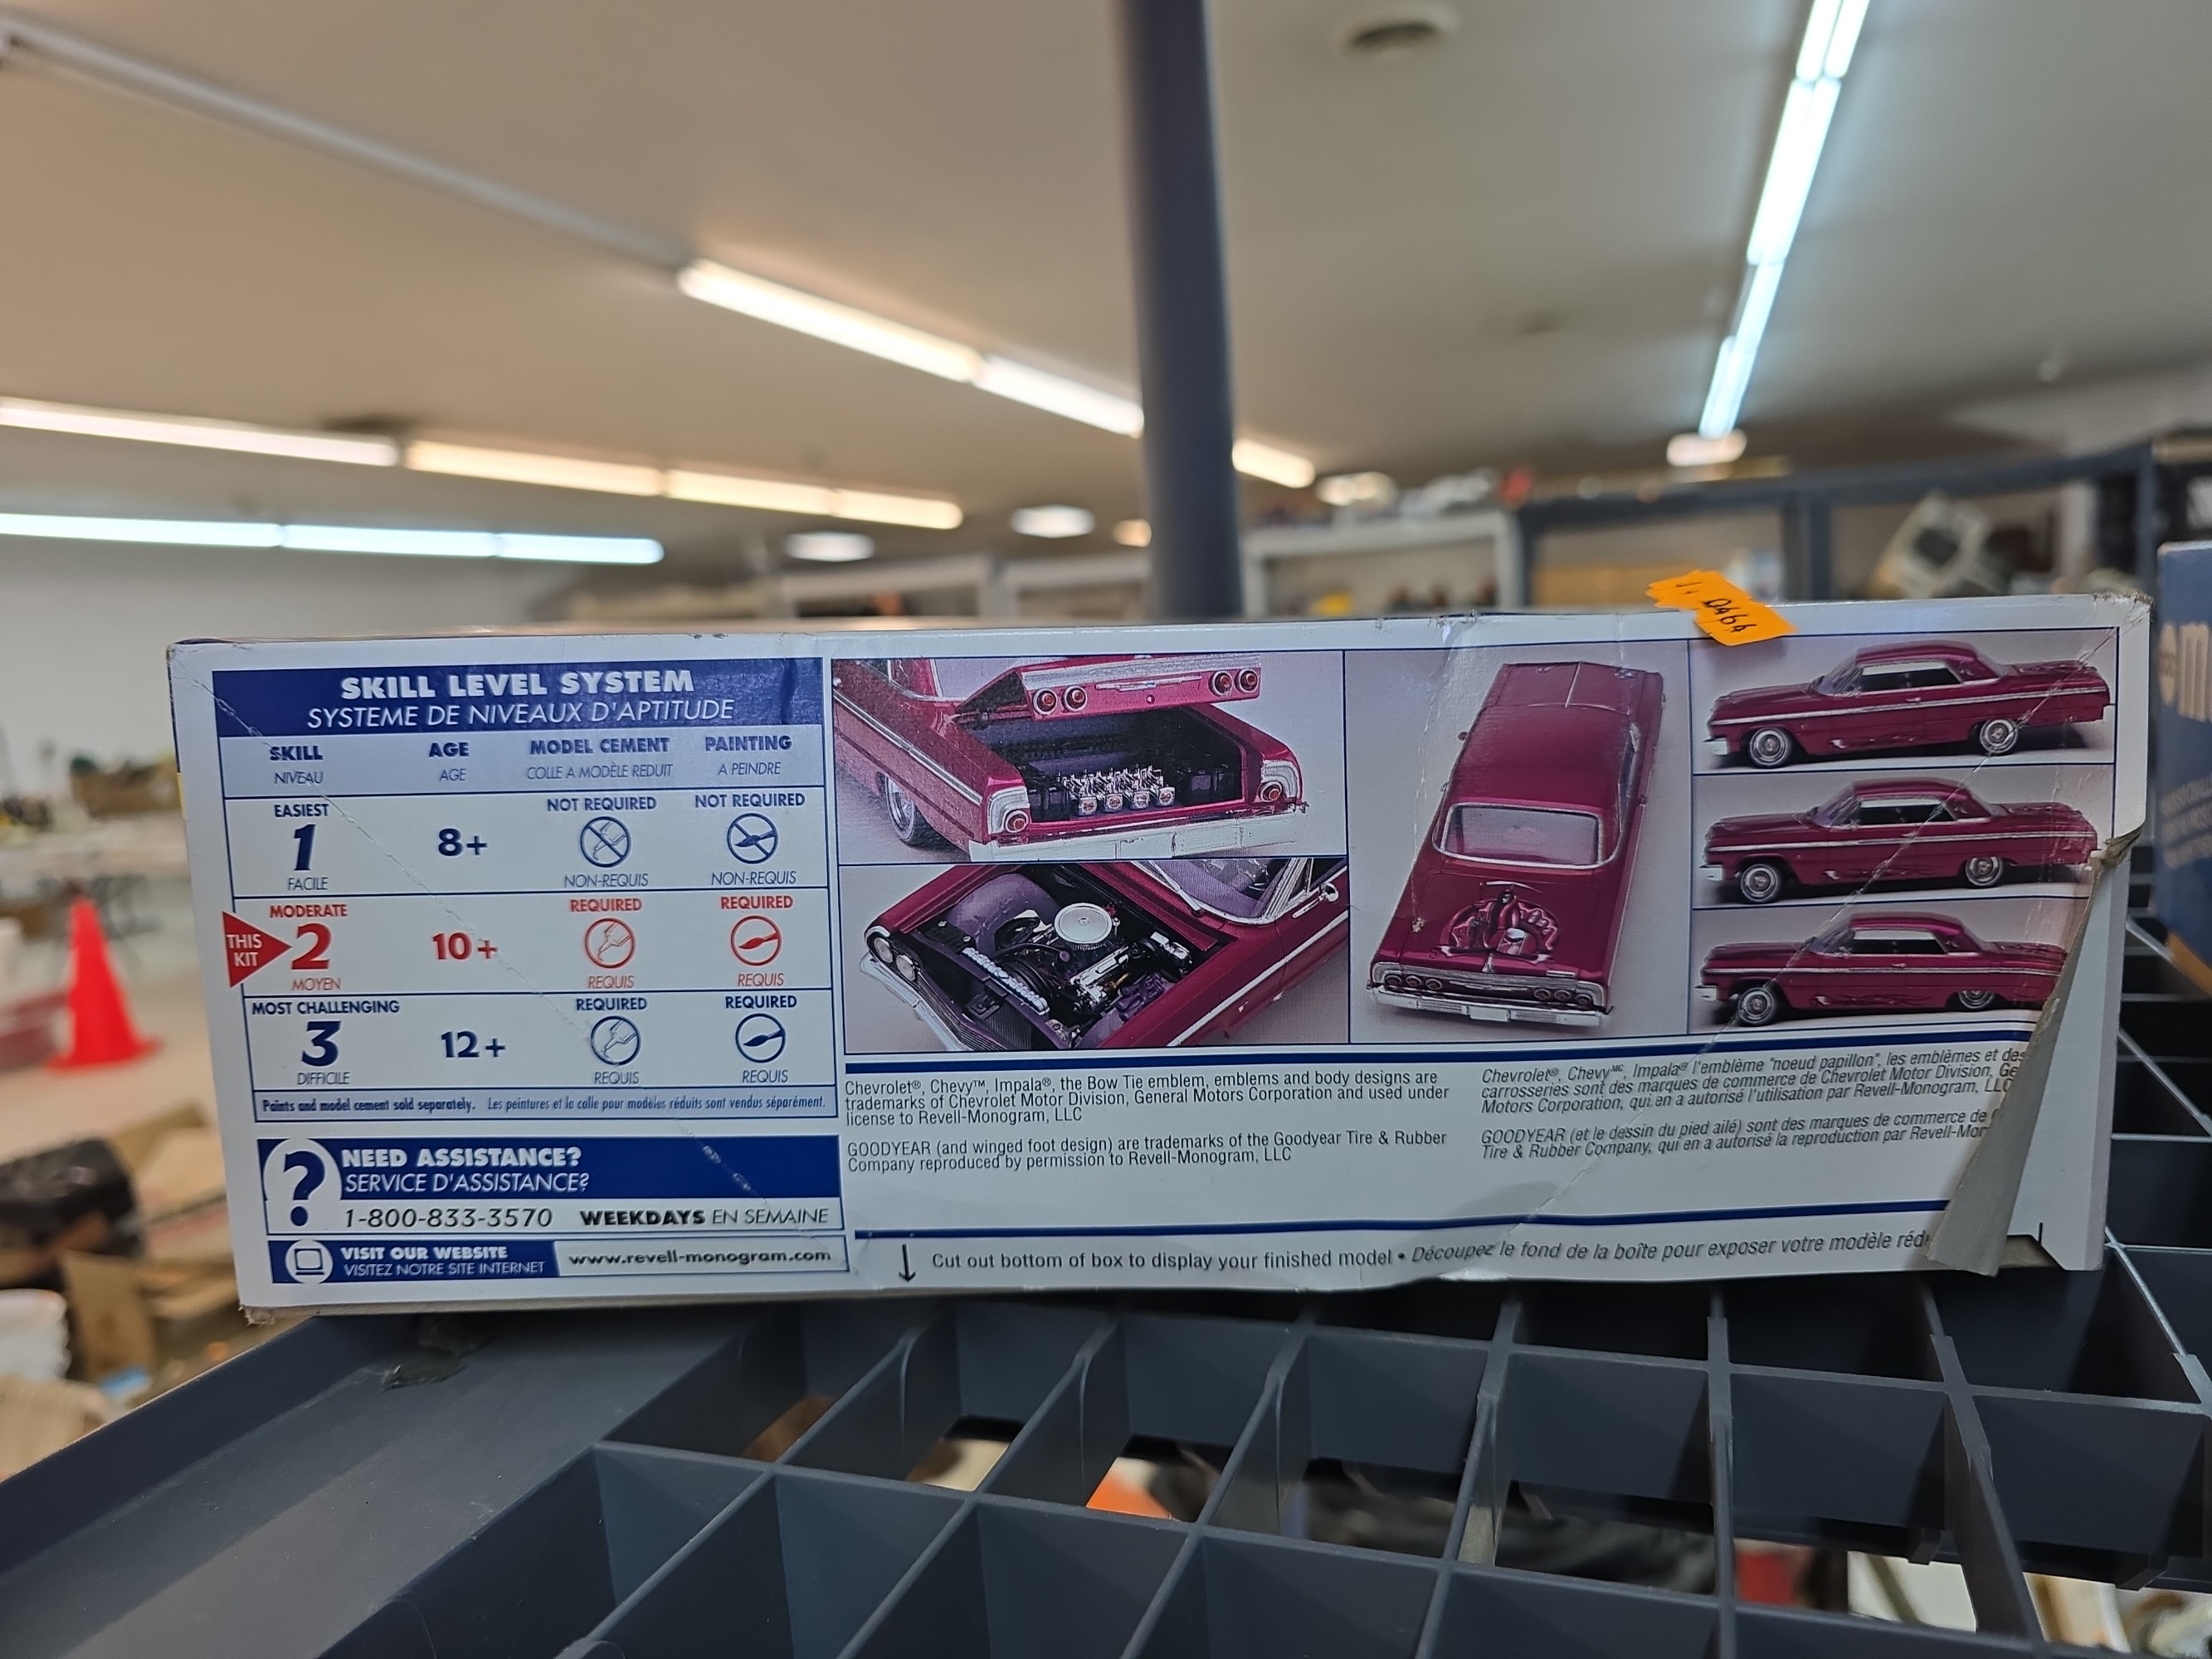 SKILL LEVEL SYSTEM
SYSTEME DE NIVEAUX D'APTITUDE
SKILL AGE MODEL CEMENT PAINTING
NIVEAU AGE COLLE A MODÈLE REDUIT A PEINDRE
EASIEST NOT REQUIRED NOT REQUIRED
1 8+
FACILE NON-REQUIS NON-REQUIS
MODERATE REQUIRED REQUIRED
THIS KIT 2 10+
MOYEN REQUIS REQUIS
MOST CHALLENGING REQUIRED REQUIRED
3 12+
DIFFICILE REQUIS REQUIS
Paints and model cement sold separately. Les peintures et la colle pour modèles réduits sont vendus séparément.
? NEED ASSISTANCE?
SERVICE D'ASSISTANCE?
1-800-833-3570 WEEKDAYS EN SEMAINE
VISIT OUR WEBSITE
VISITEZ NOTRE SITE INTERNET
www.revell-monogram.com
Chevrolet®, Chevy™, Impala®, the Bow Tie emblem, emblems and body designs are
trademarks of Chevrolet Motor Division, General Motors Corporation and used under
license to Revell-Monogram, LLC
GOODYEAR (and winged foot design) are trademarks of the Goodyear Tire & Rubber
Company reproduced by permission to Revell-Monogram, LLC
Chevrolet®, Chevy MC, Impala® l'emblème "noeud papillon", les emblèmes et des
carrosseries sont des marques de commerce de Chevrolet Motor Division, Ge
Motors Corporation, qui en a autorisé l'utilisation par Revell-Monogram, LLC
GOODYEAR (et le dessin du pied ailé) sont des marques de commerce de
Tire & Rubber Company, qui en a autorisé la reproduction par Revell-Mon
Cut out bottom of box to display your finished model • Découpez le fond de la boîte pour exposer votre modèle réd